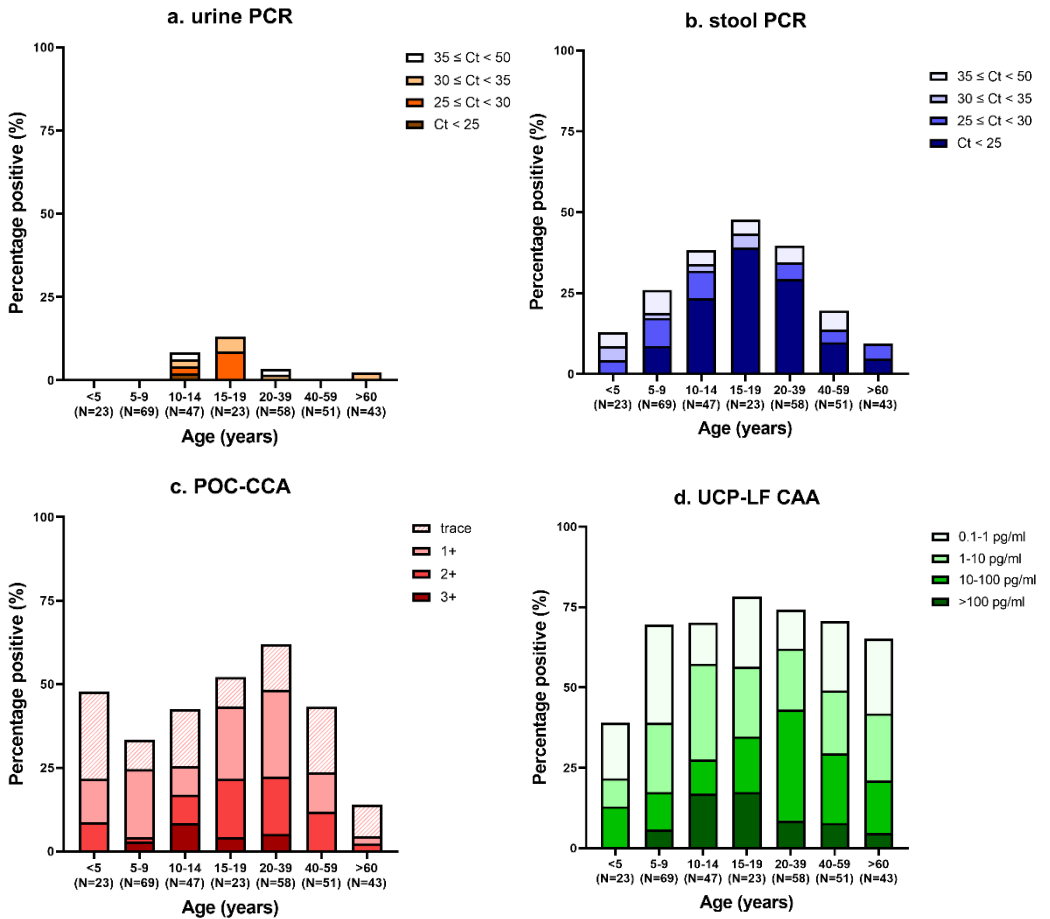 a. urine PCR
Percentage positive (%)
100
75
50
25
0
35 ≤ Ct < 50
30 ≤ Ct < 35
25 ≤ Ct < 30
Ct < 25
<5 5-9 10-14 15-19 20-39 40-59 >60
(N=23) (N=69) (N=47) (N=23) (N=58) (N=51) (N=43)
Age (years)
b. stool PCR
Percentage positive (%)
100
75
50
25
0
35 ≤ Ct < 50
30 ≤ Ct < 35
25 ≤ Ct < 30
Ct < 25
<5 5-9 10-14 15-19 20-39 40-59 >60
(N=23) (N=69) (N=47) (N=23) (N=58) (N=51) (N=43)
Age (years)
c. POC-CCA
Percentage positive (%)
100
75
50
25
0
trace
1+
2+
3+
<5 5-9 10-14 15-19 20-39 40-59 >60
(N=23) (N=69) (N=47) (N=23) (N=58) (N=51) (N=43)
Age (years)
d. UCP-LF CAA
Percentage positive (%)
100
75
50
25
0
0.1-1 pg/ml
1-10 pg/ml
10-100 pg/ml
>100 pg/ml
<5 5-9 10-14 15-19 20-39 40-59 >60
(N=23) (N=69) (N=47) (N=23) (N=58) (N=51) (N=43)
Age (years)